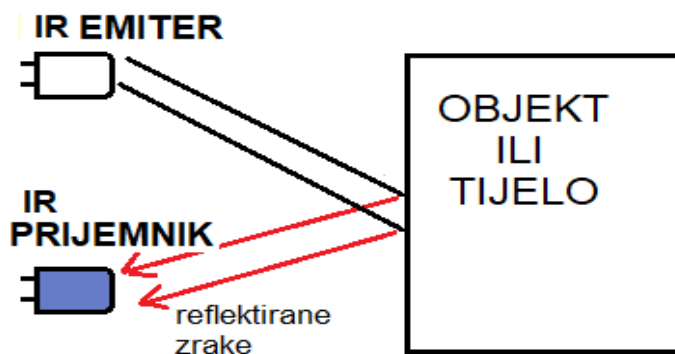 IR EMITER
OBJEKT
ILI
TIJELO
IR
PRIJEMNIK
reflektirane
zrake